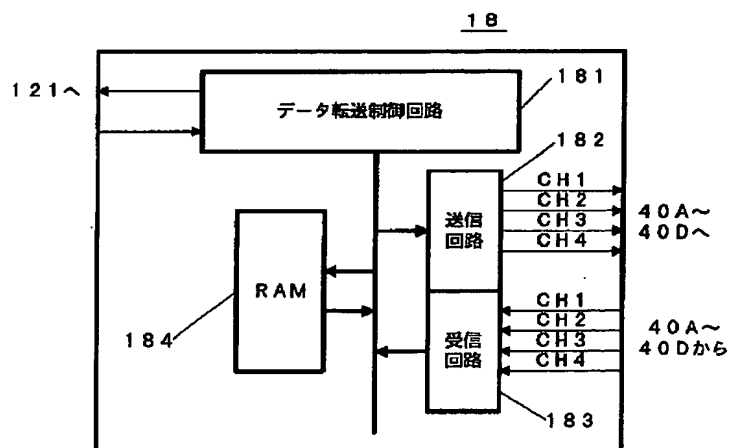 18
121へ
181
データ転送制御回路
182
CH1
CH2
CH3
CH4
送信
回路
40A～
40Dへ
RAM
184
CH1
CH2
CH3
CH4
受信
回路
40A～
40Dから
183